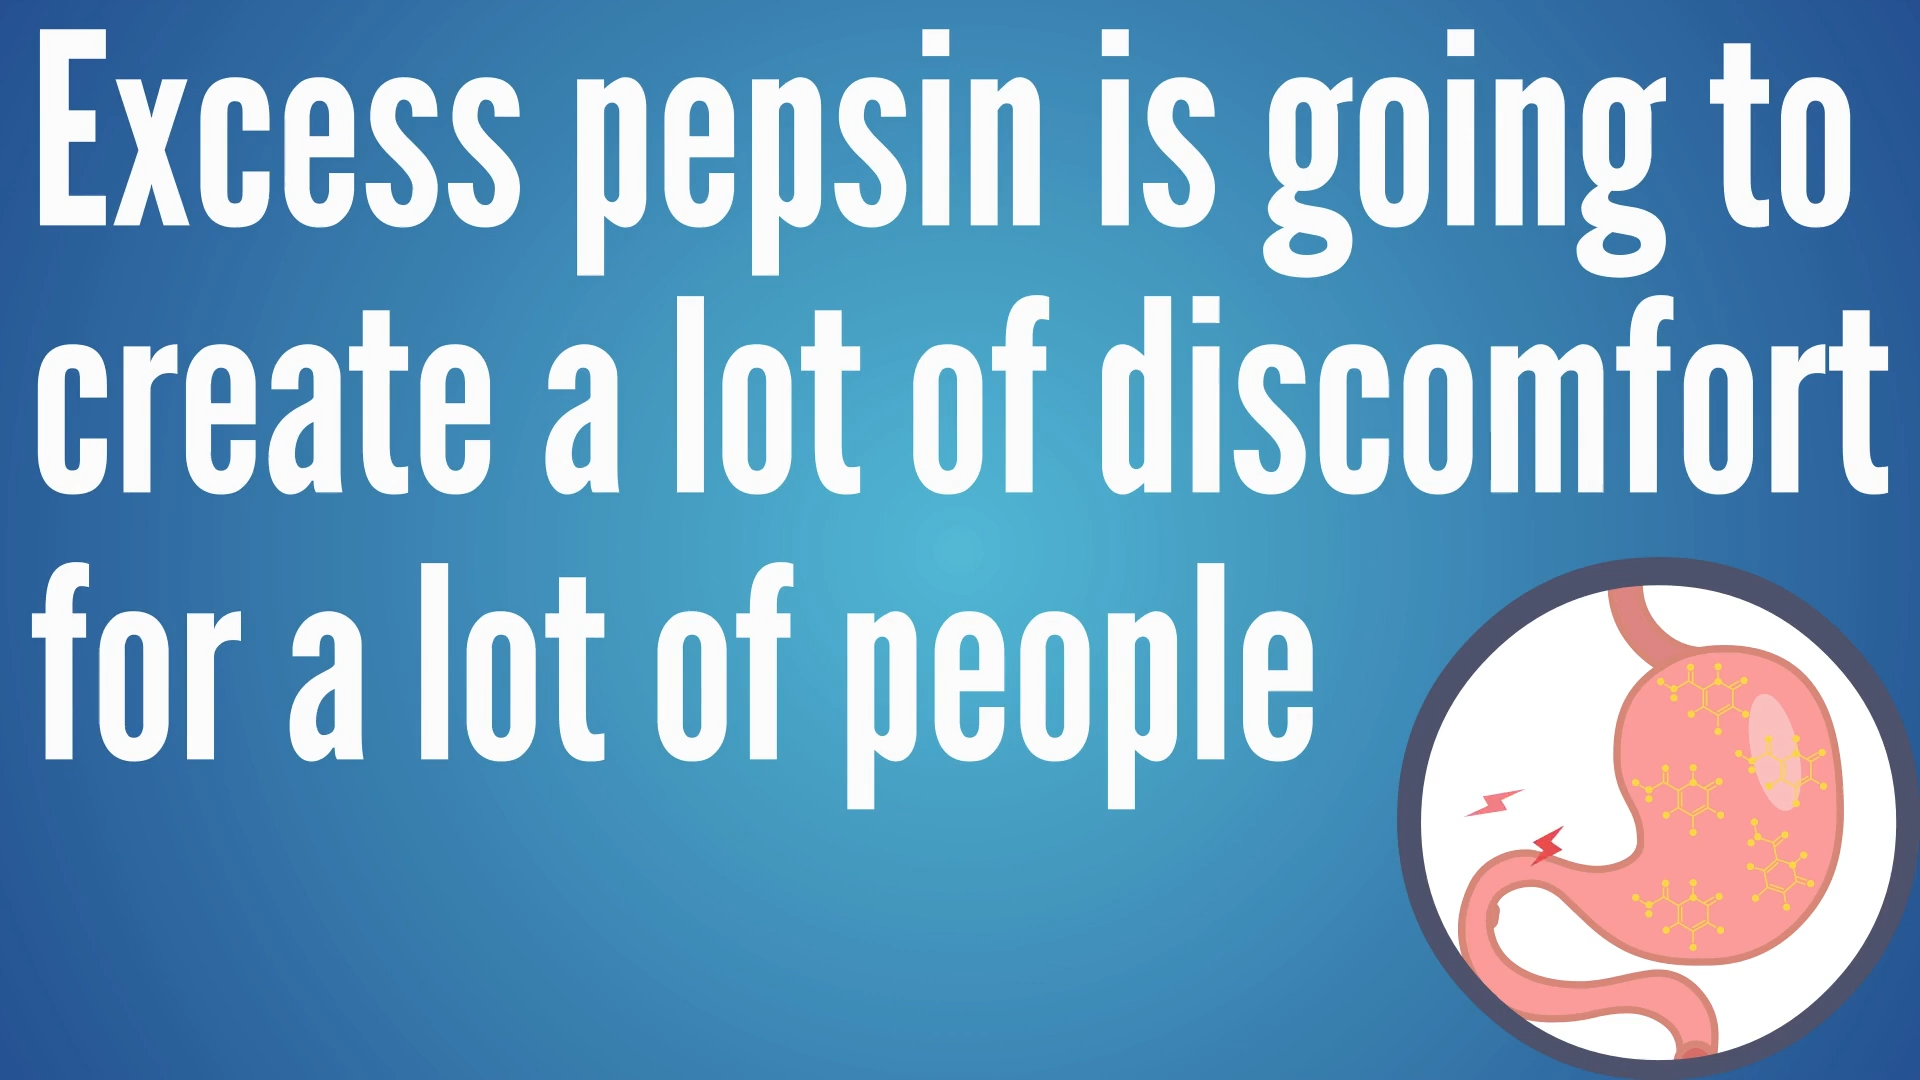 Excess pepsin is going to
create a lot of discomfort
for a lot of people